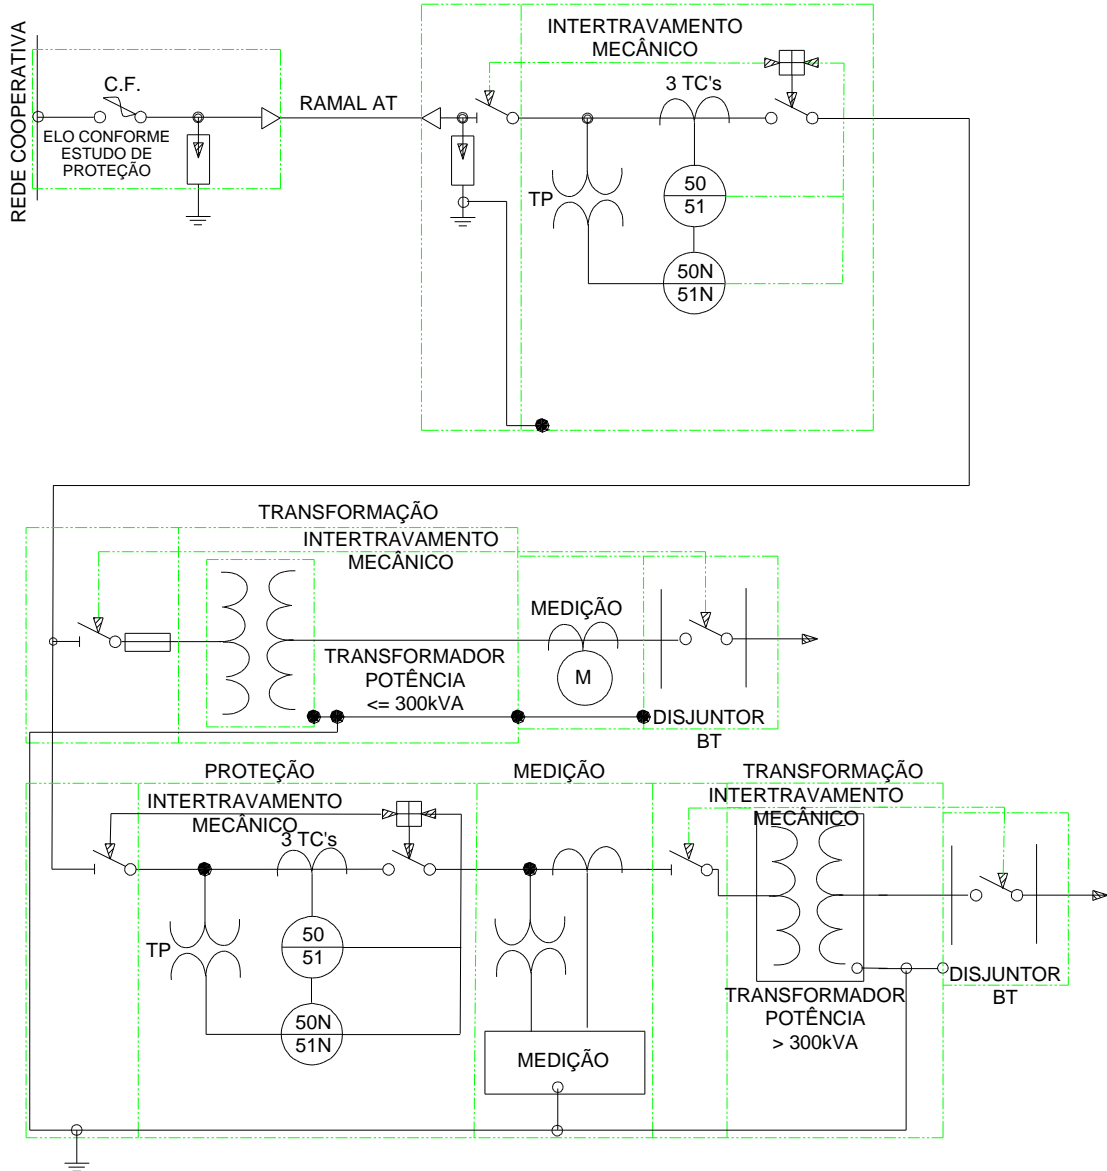 REDE COOPERATIVA
C.F.
ELO CONFORME
ESTUDO DE
PROTEÇÃO
RAMAL AT
INTERTRAVAMENTO
MECÂNICO
3 TC's
TP
50
51
50N
51N
TRANSFORMAÇÃO
INTERTRAVAMENTO
MECÂNICO
MEDIÇÃO
M
TRANSFORMADOR
POTÊNCIA
<= 300kVA
DISJUNTOR
BT
PROTEÇÃO
INTERTRAVAMENTO
MECÂNICO
3 TC's
TP
50
51
50N
51N
MEDIÇÃO
MEDIÇÃO
TRANSFORMAÇÃO
INTERTRAVAMENTO
MECÂNICO
TRANSFORMADOR
POTÊNCIA
> 300kVA
DISJUNTOR
BT